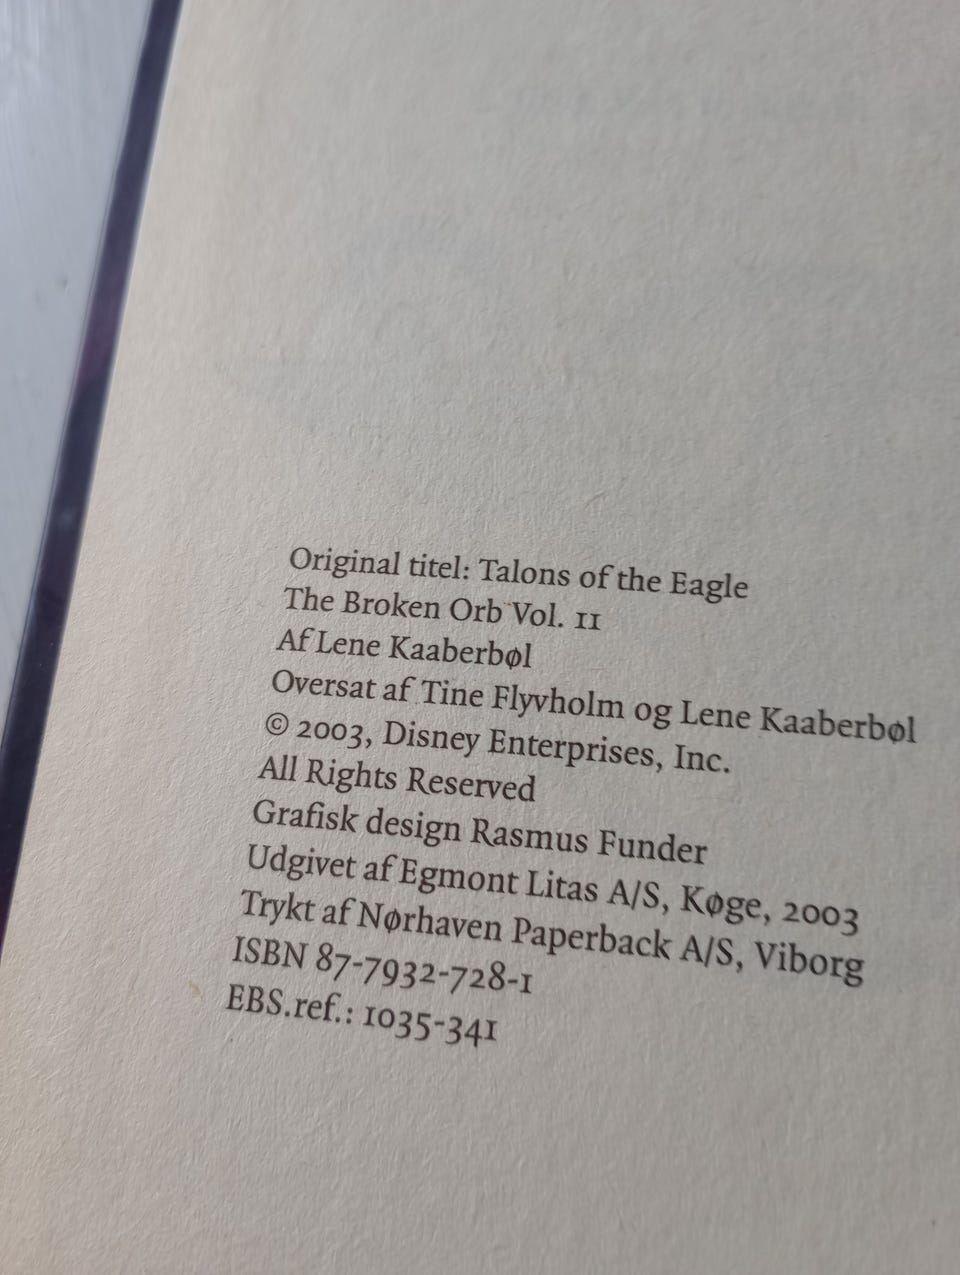 Original titel: Talons of the Eagle
The Broken Orb Vol. II
Af Lene Kaaberbøl
Oversat af Tine Flyvholm og Lene Kaaberbøl
© 2003, Disney Enterprises, Inc.
All Rights Reserved
Grafisk design Rasmus Funder
Udgivet af Egmont Litas A/S, Køge, 2003
Trykt af Nørhaven Paperback A/S, Viborg
ISBN 87-7932-728-1
EBS.ref.: 1035-341